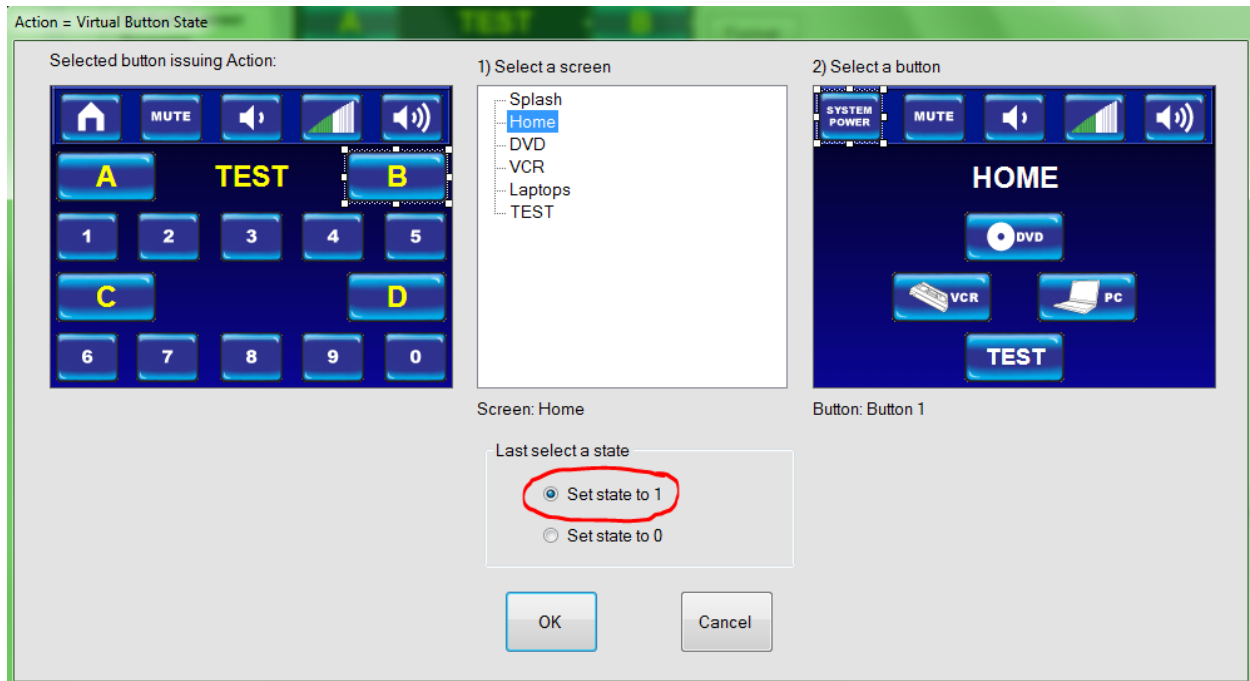 Action = Virtual Button State
Selected button issuing Action:
MUTE
A TEST B
1 2 3 4 5
C D
6 7 8 9 0
1) Select a screen
Splash
Home
DVD
VCR
Laptops
TEST
Screen: Home
2) Select a button
SYSTEM
POWER
MUTE
HOME
DVD
VCR PC
TEST
Button: Button 1
Last select a state
Set state to 1
Set state to 0
OK Cancel